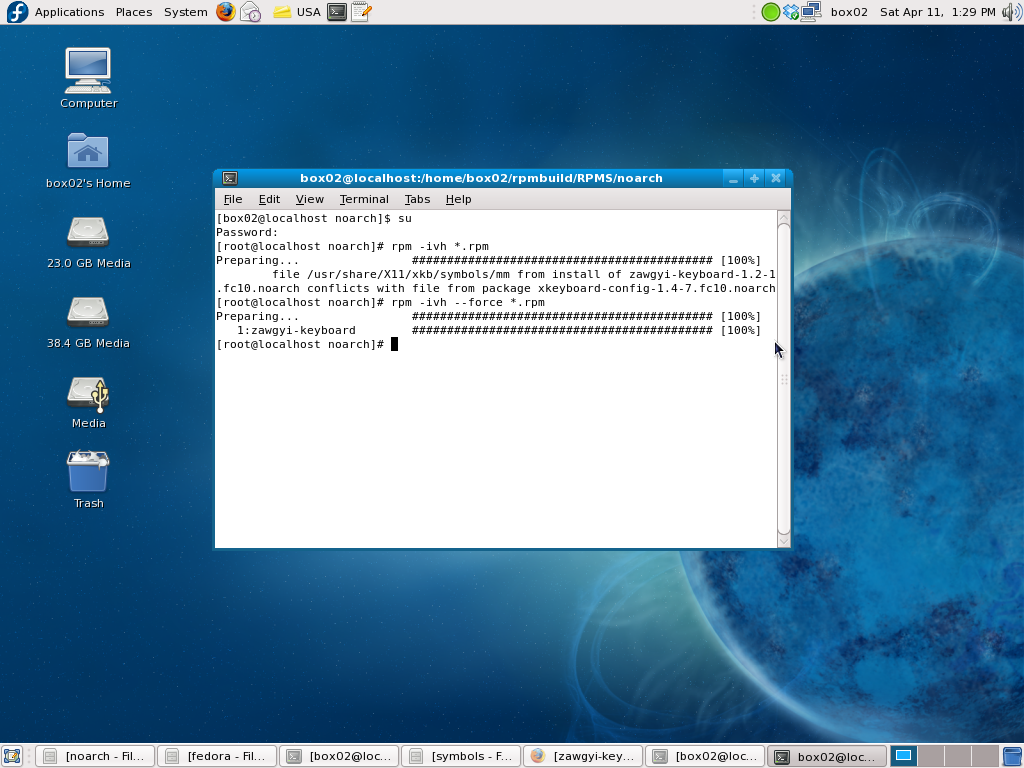 Applications Places System USA box02 Sat Apr 11, 1:29 PM
Computer
box02's Home
23.0 GB Media
38.4 GB Media
Media
Trash
box02@localhost:/home/box02/rpmbuild/RPMS/noarch
File Edit View Terminal Tabs Help
[box02@localhost noarch]$ su
Password:
[root@localhost noarch]# rpm -ivh *.rpm
Preparing... ########################################### [100%]
file /usr/share/X11/xkb/symbols/mm from install of zawgyi-keyboard-1.2-1
.fc10.noarch conflicts with file from package xkeyboard-config-1.4-7.fc10.noarch
[root@localhost noarch]# rpm -ivh --force *.rpm
Preparing... ########################################### [100%]
1:zawgyi-keyboard ########################################### [100%]
[root@localhost noarch]#
[noarch - Fil... [fedora - Fil... [box02@loc... [symbols - F... [zawgyi-key... [box02@loc... box02@loc...